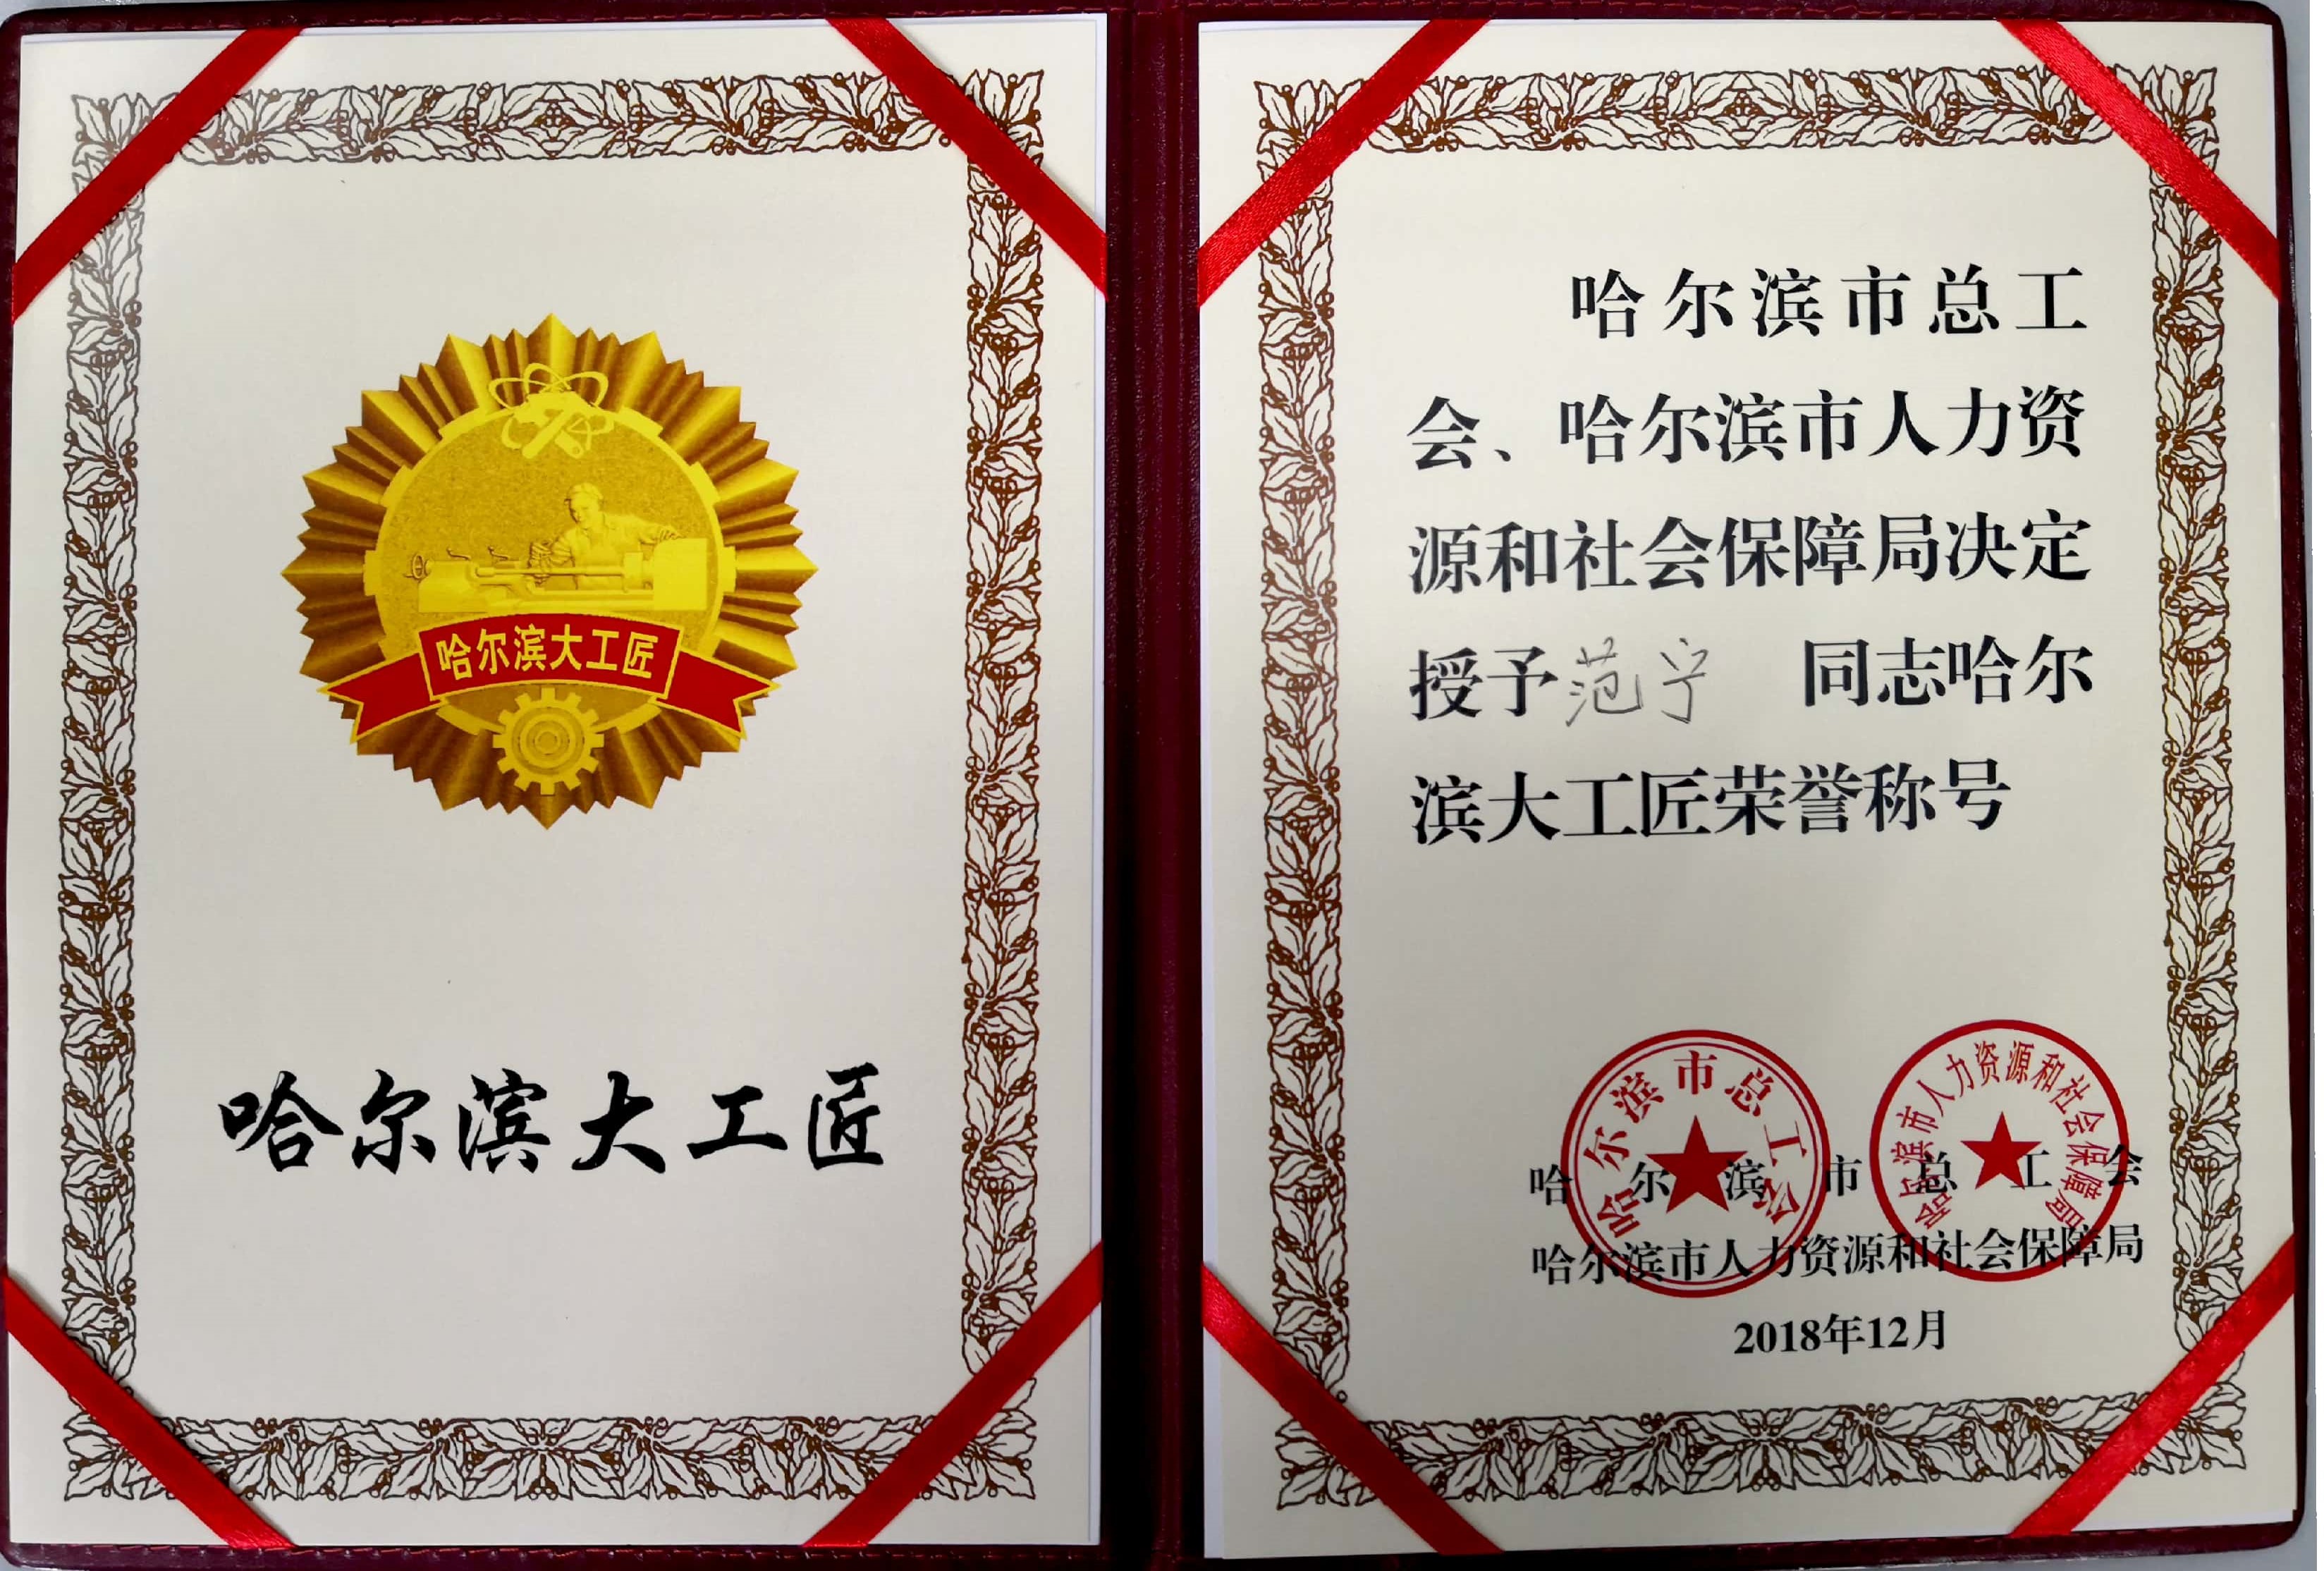 哈尔滨大工匠
哈尔滨大工匠
哈尔滨市总工
会、哈尔滨市人力资
源和社会保障局决定
授予范宁 同志哈尔
滨大工匠荣誉称号
哈尔滨市总工会
哈尔滨市人力资源和社会保障局
哈尔滨市总工会
哈尔滨市人力资源和社会保障局
2018年12月